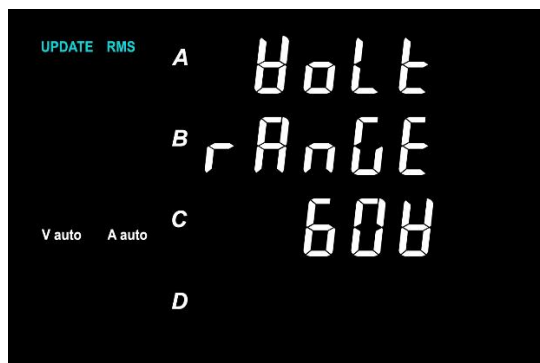 UPDATE RMS
A VoLt
B rAnGE
C 60V
V auto A auto
D